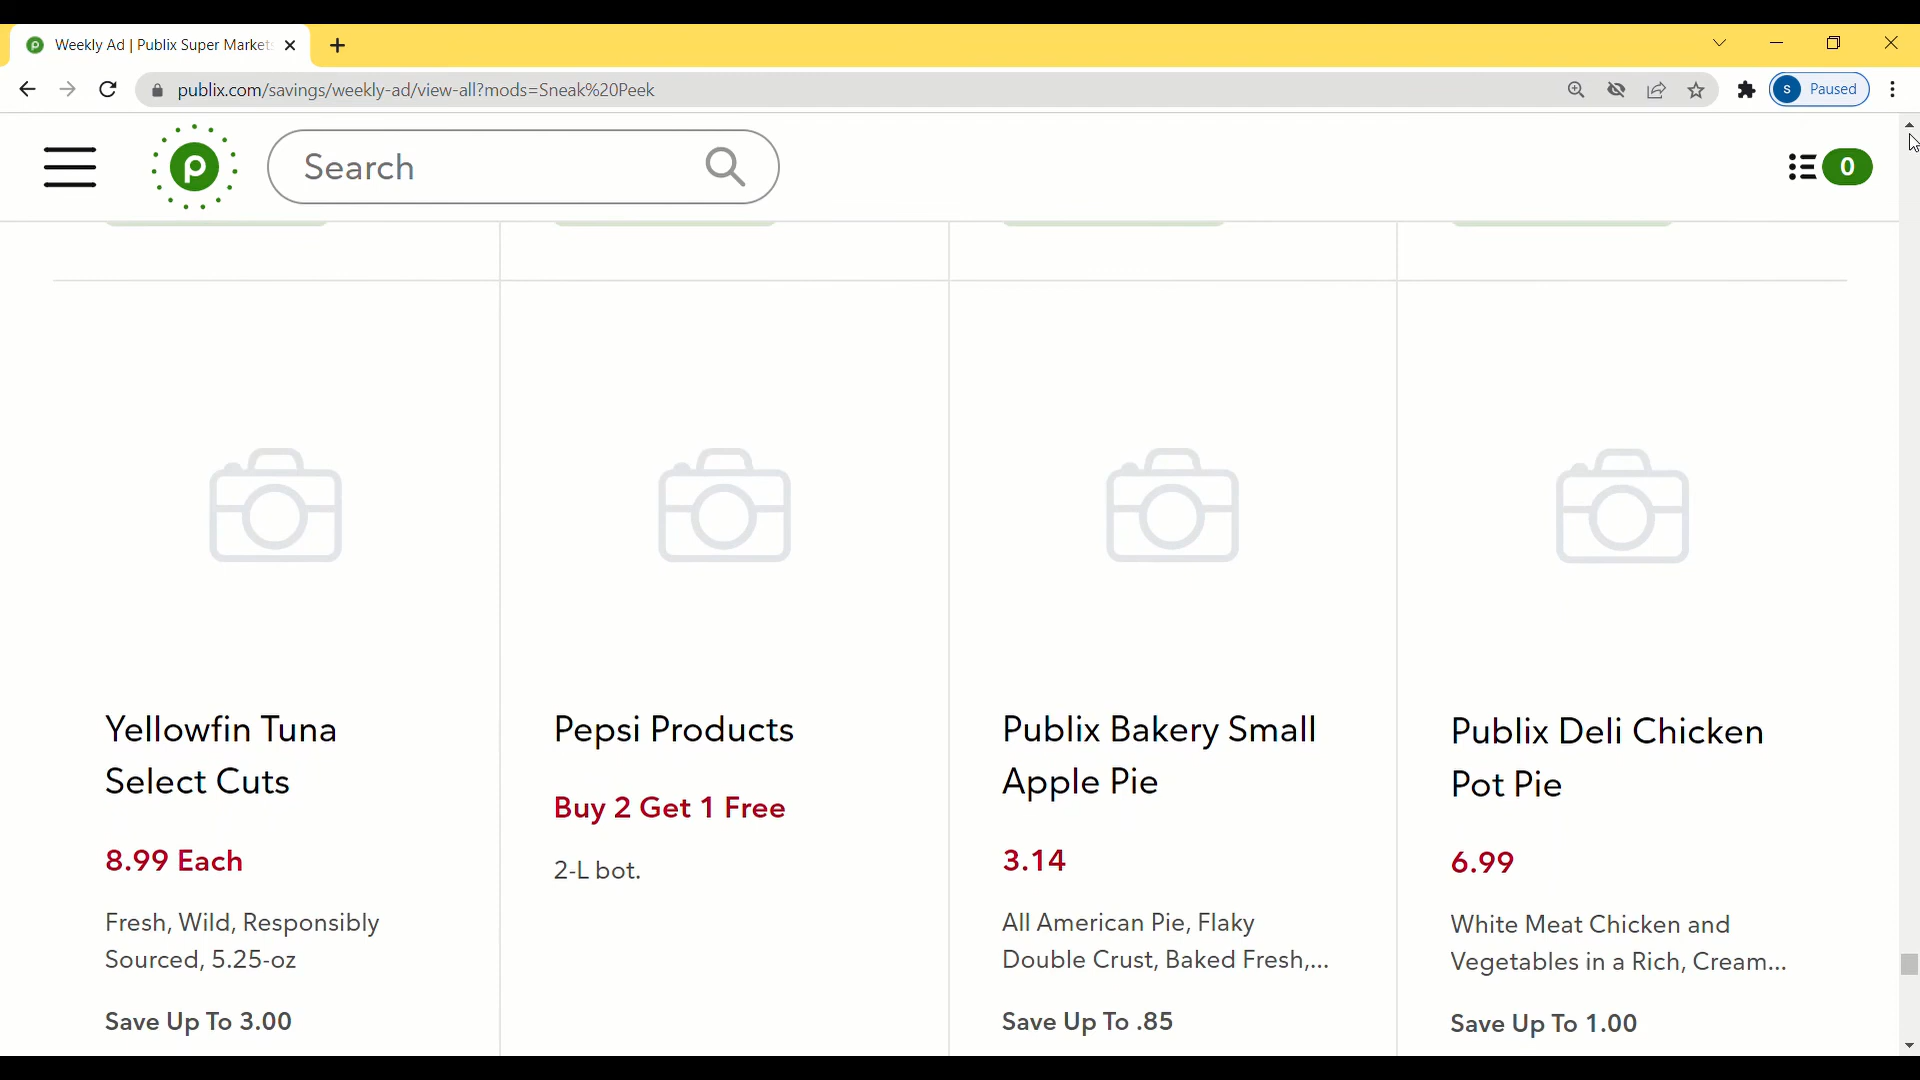 Weekly Ad | Publix Super Market
publix.com/savings/weekly-ad/view-all?mods=Sneak%20Peek
S
Paused
p
Search
0
Yellowfin Tuna
Select Cuts
8.99 Each
Fresh, Wild, Responsibly
Sourced, 5.25-oz
Save Up To 3.00
Pepsi Products
Buy 2 Get 1 Free
2-L bot.
Publix Bakery Small
Apple Pie
3.14
All American Pie, Flaky
Double Crust, Baked Fresh,...
Save Up To .85
Publix Deli Chicken
Pot Pie
6.99
White Meat Chicken and
Vegetables in a Rich, Cream...
Save Up To 1.00